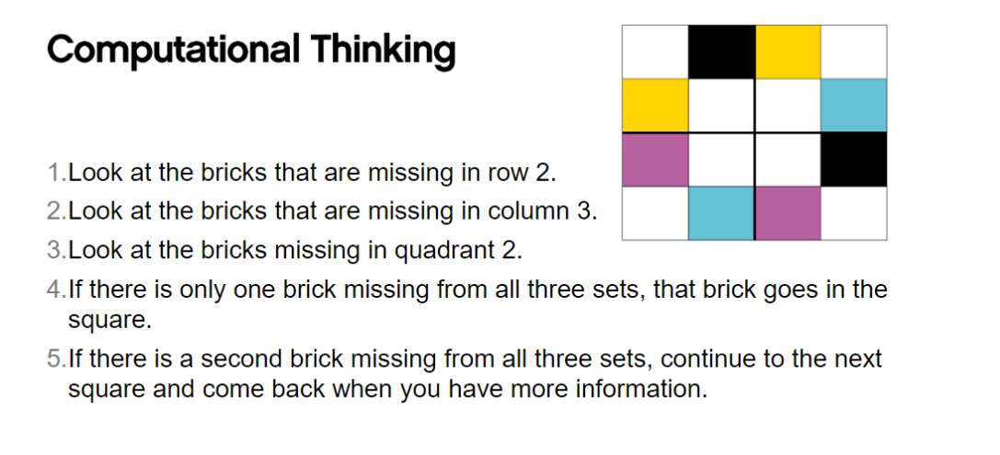 Computational Thinking
1.Look at the bricks that are missing in row 2.
2.Look at the bricks that are missing in column 3.
3.Look at the bricks missing in quadrant 2.
4.If there is only one brick missing from all three sets, that brick goes in the
square.
5.If there is a second brick missing from all three sets, continue to the next
square and come back when you have more information.